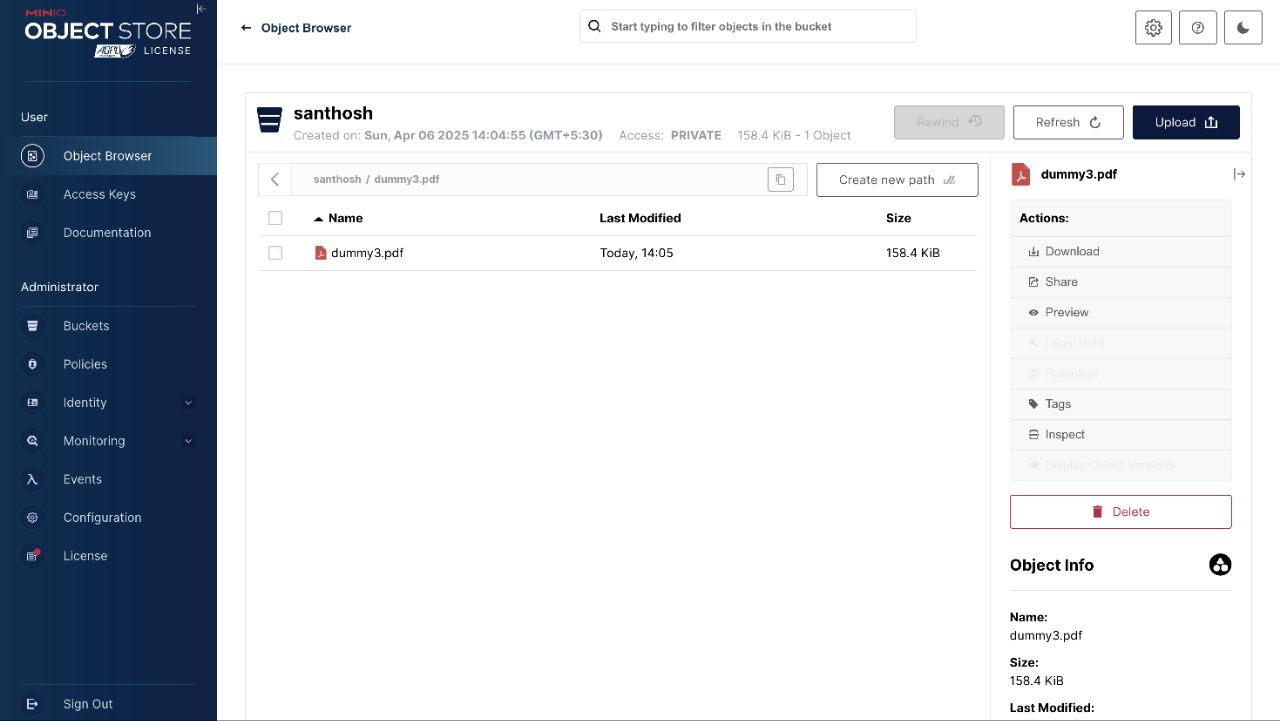 MINIO
OBJECT STORE
AGPLv3 LICENSE
User
Object Browser
Access Keys
Documentation
Administrator
Buckets
Policies
Identity
Monitoring
Events
Configuration
License
Sign Out
← Object Browser
Start typing to filter objects in the bucket
santhosh
Created on: Sun, Apr 06 2025 14:04:55 (GMT+5:30) Access: PRIVATE 158.4 KiB - 1 Object
Rewind
Refresh
Upload
santhosh / dummy3.pdf
Create new path
Name Last Modified Size
dummy3.pdf Today, 14:05 158.4 KiB
dummy3.pdf
Actions:
Download
Share
Preview
Legal Hold
Retention
Tags
Inspect
Display Object Versions
Delete
Object Info
Name:
dummy3.pdf
Size:
158.4 KiB
Last Modified: